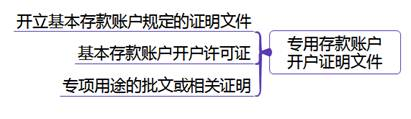 开立基本存款账户规定的证明文件
基本存款账户开户许可证
专项用途的批文或相关证明
专用存款账户
开户证明文件